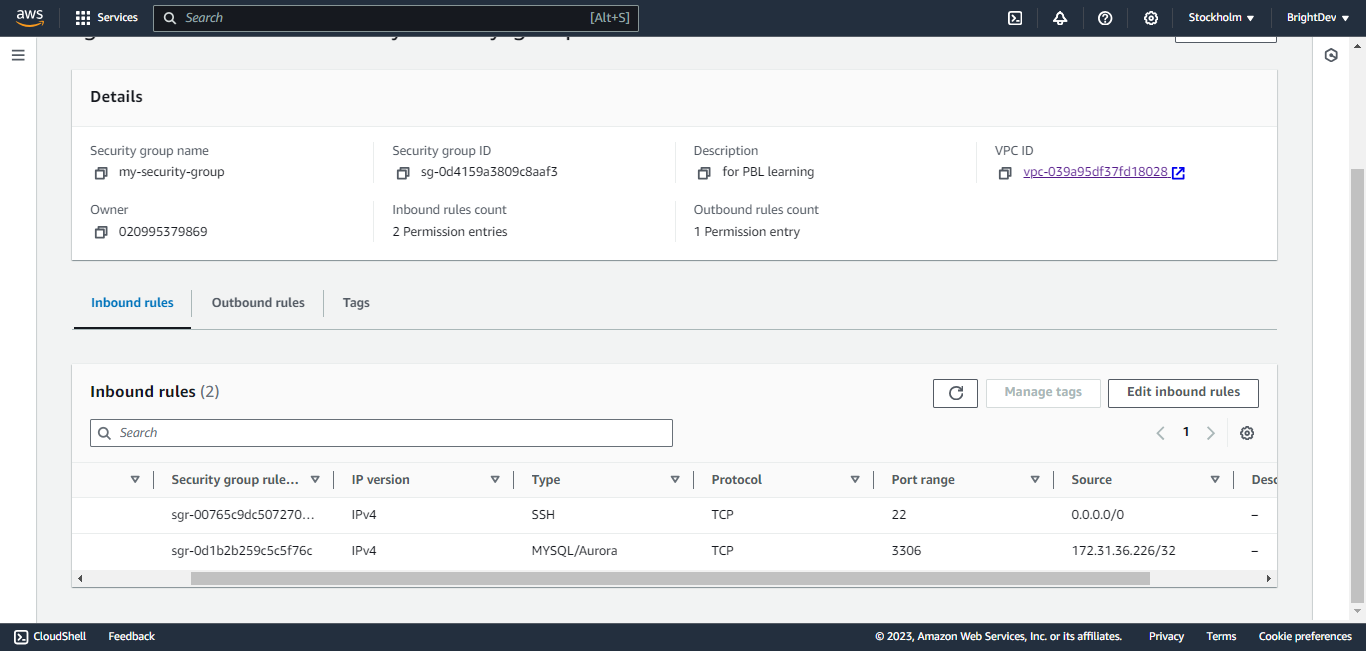 aws Services Search [Alt+S] Stockholm BrightDev
Details
Security group name Security group ID Description VPC ID
my-security-group sg-0d4159a3809c8aaf3 for PBL learning vpc-039a95df37fd18028
Owner Inbound rules count Outbound rules count
020995379869 2 Permission entries 1 Permission entry
Inbound rules Outbound rules Tags
Inbound rules (2) Manage tags Edit inbound rules
Search 1
Security group rule... IP version Type Protocol Port range Source Desc
sgr-00765c9dc507270... IPv4 SSH TCP 22 0.0.0.0/0 –
sgr-0d1b2b259c5c5f76c IPv4 MYSQL/Aurora TCP 3306 172.31.36.226/32 –
CloudShell Feedback © 2023, Amazon Web Services, Inc. or its affiliates. Privacy Terms Cookie preferences